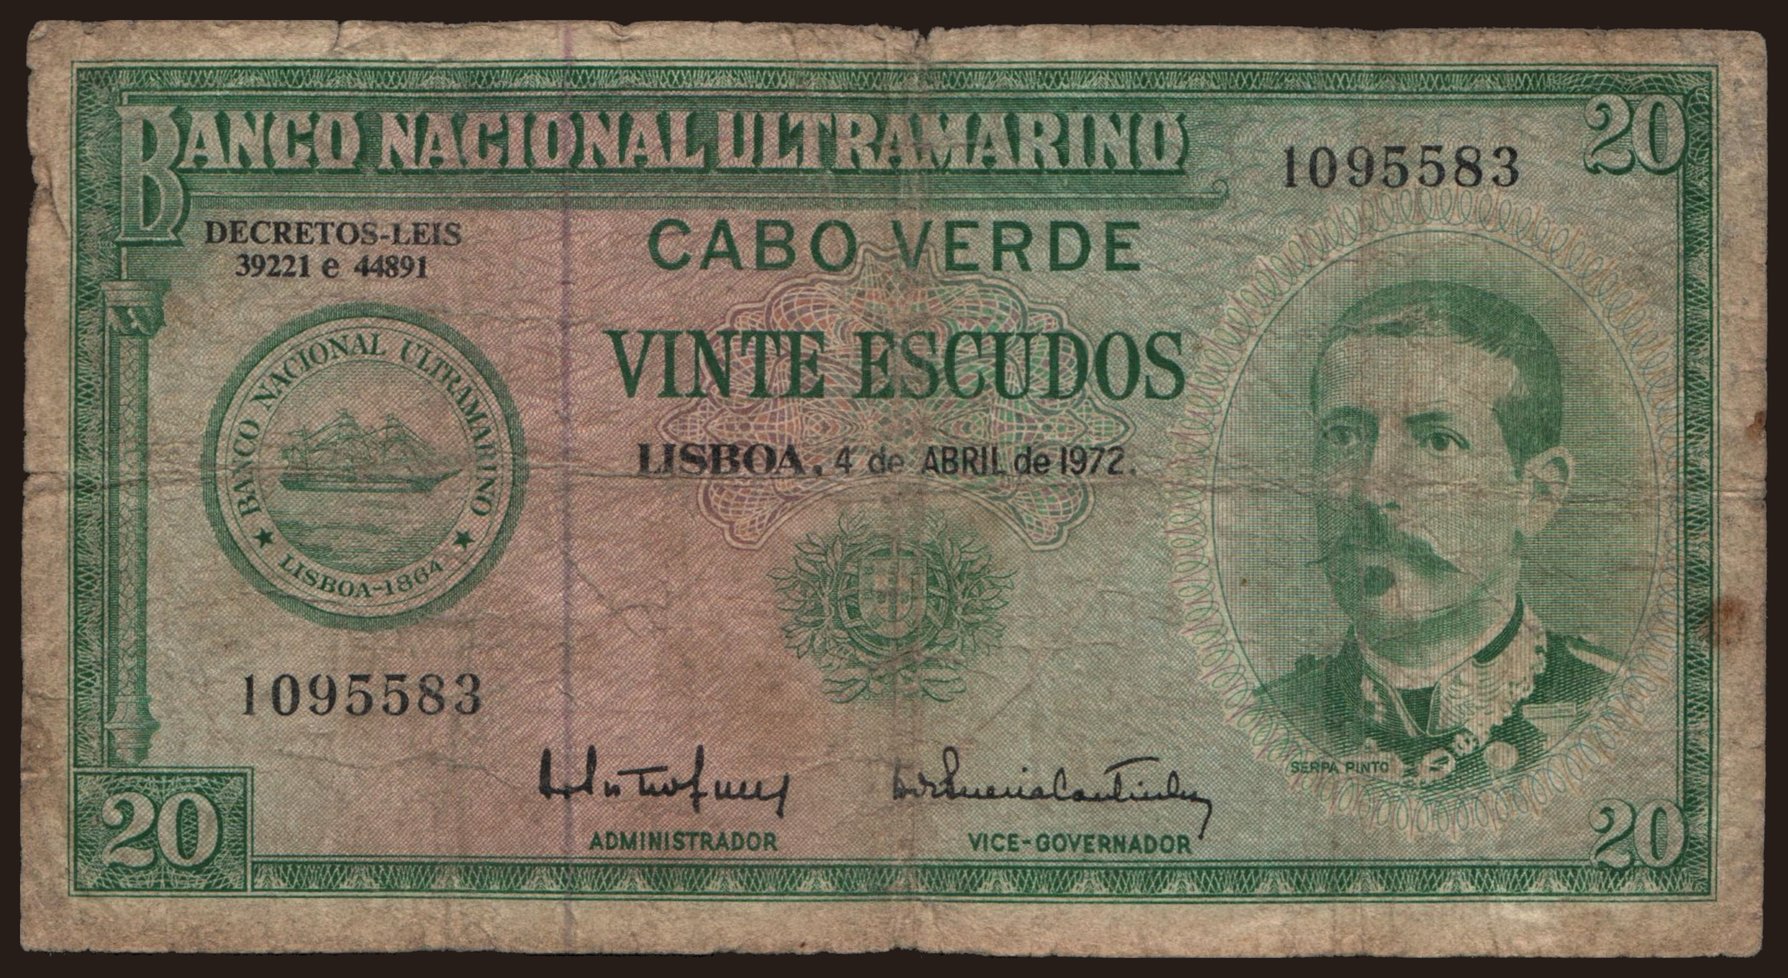 BANCO NACIONAL ULTRAMARINO
20
1095583
DECRETOS-LEIS
39221 e 44891
CABO VERDE
VINTE ESCUDOS
LISBOA, 4 de ABRIL de 1972.
BANCO NACIONAL ULTRAMARINO
LISBOA-1864
1095583
SERPA PINTO
ADMINISTRADOR
VICE-GOVERNADOR
20
20